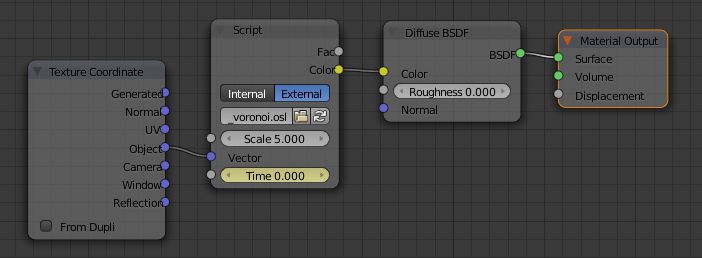 Texture Coordinate
Generated
Normal
UV
Object
Camera
Window
Reflection
From Dupli
Script
Fac
Color
Internal External
_voronoi.osl
Scale 5.000
Vector
Time 0.000
Diffuse BSDF
BSDF
Color
Roughness 0.000
Normal
Material Output
Surface
Volume
Displacement